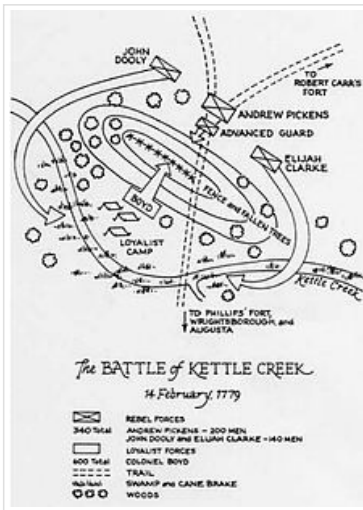 JOHN
DOOLY
TO
ROBERT CARR'S
FORT
ANDREW PICKENS
ADVANCED GUARD
ELIJAH
CLARKE
FENCE and FALLEN TREES
BOYD
LOYALIST
CAMP
Kettle Creek
TO PHILLIPS' FORT,
WRIGHTSBOROUGH, and
AUGUSTA
The BATTLE of KETTLE CREEK
14 February, 1779
REBEL FORCES
340 Total ANDREW PICKENS - 200 MEN
JOHN DOOLY and ELIJAH CLARKE - 140 MEN
LOYALIST FORCES
600 Total COLONEL BOYD
TRAIL
SWAMP and CANE BRAKE
WOODS